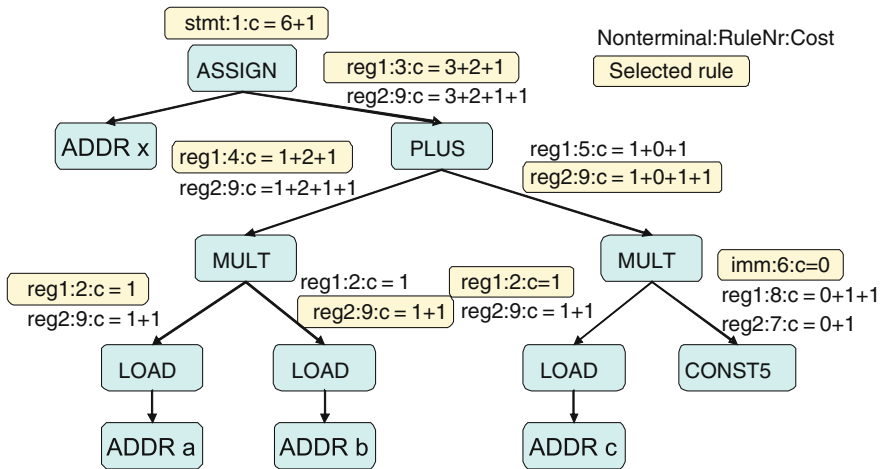 stmt:1:c = 6+1
Nonterminal:RuleNr:Cost
ASSIGN
reg1:3:c = 3+2+1
Selected rule
reg2:9:c = 3+2+1+1
ADDR x
reg1:4:c = 1+2+1
PLUS
reg1:5:c = 1+0+1
reg2:9:c =1+2+1+1
reg2:9:c = 1+0+1+1
MULT
MULT
imm:6:c=0
reg1:2:c = 1
reg1:2:c = 1
reg1:2:c=1
reg1:8:c = 0+1+1
reg2:9:c = 1+1
reg2:9:c = 1+1
reg2:9:c = 1+1
reg2:7:c = 0+1
LOAD
LOAD
LOAD
CONST5
ADDR a
ADDR b
ADDR c